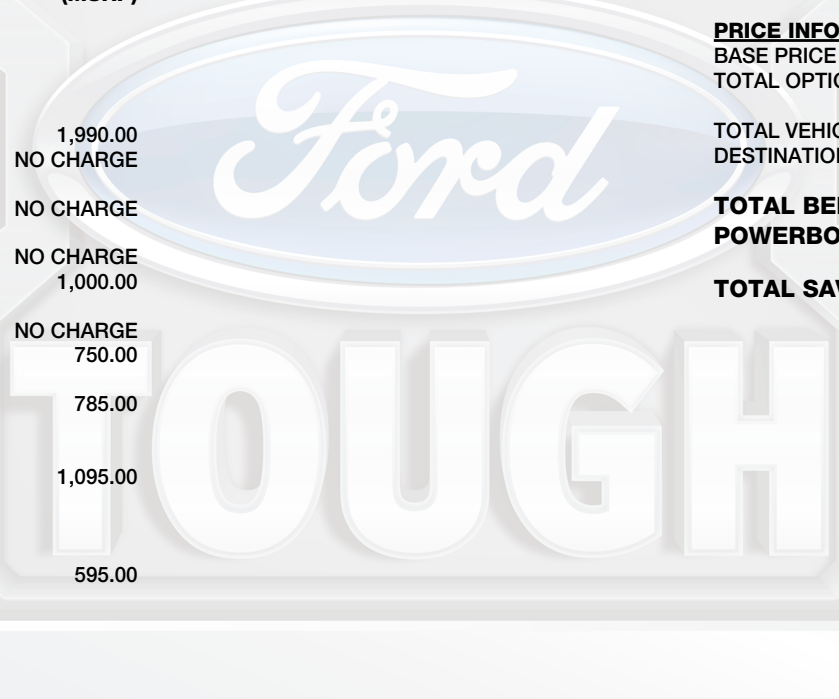 1,990.00
NO CHARGE
NO CHARGE
NO CHARGE
1,000.00
NO CHARGE
750.00
785.00
1,095.00
595.00
Ford
TOUGH
PRICE INFO
BASE PRICE
TOTAL OPTIO
TOTAL VEHIC
DESTINATION
TOTAL BE
POWERBO
TOTAL SAV